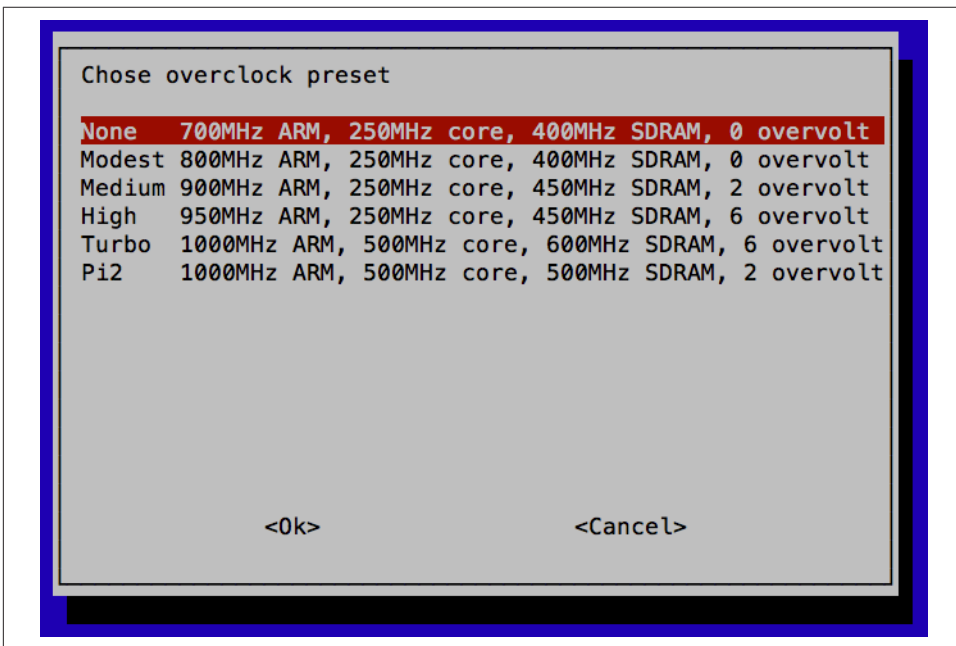 Chose overclock preset
None 700MHz ARM, 250MHz core, 400MHz SDRAM, 0 overvolt
Modest 800MHz ARM, 250MHz core, 400MHz SDRAM, 0 overvolt
Medium 900MHz ARM, 250MHz core, 450MHz SDRAM, 2 overvolt
High 950MHz ARM, 250MHz core, 450MHz SDRAM, 6 overvolt
Turbo 1000MHz ARM, 500MHz core, 600MHz SDRAM, 6 overvolt
Pi2 1000MHz ARM, 500MHz core, 500MHz SDRAM, 2 overvolt
<Ok> <Cancel>